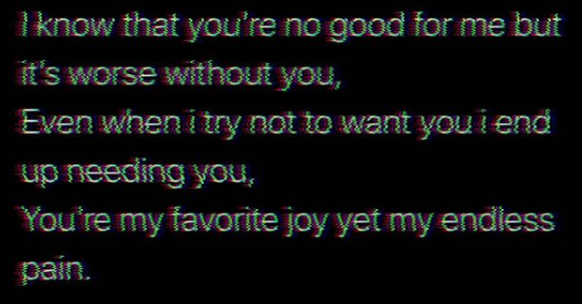 I know that you're no good for me but
it's worse without you,
Even when i try not to want you i end
up needing you,
You're my favorite joy yet my endless
pain.